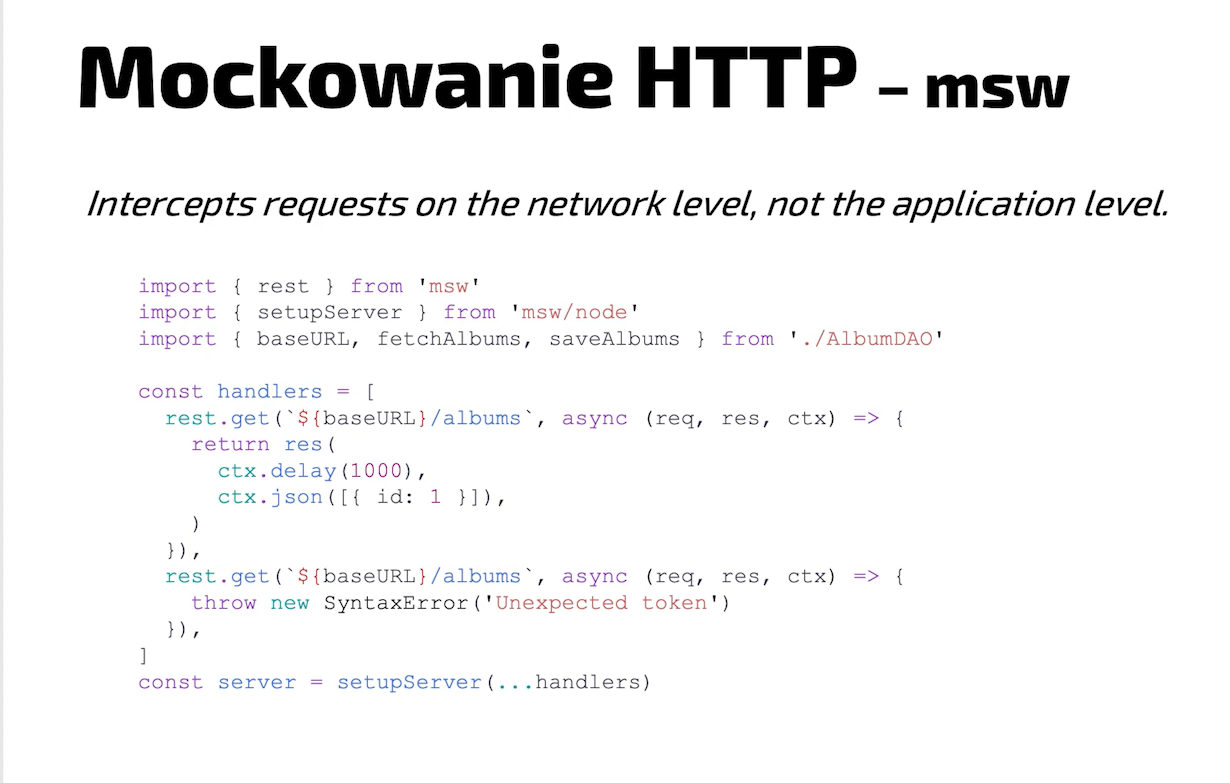 Mockowanie HTTP – msw
Intercepts requests on the network level, not the application level.
import { rest } from 'msw'
import { setupServer } from 'msw/node'
import { baseURL, fetchAlbums, saveAlbums } from './AlbumDAO'
const handlers = [
  rest.get(`${baseURL}/albums`, async (req, res, ctx) => {
    return res(
      ctx.delay(1000),
      ctx.json([{ id: 1 }]),
    )
  }),
  rest.get(`${baseURL}/albums`, async (req, res, ctx) => {
    throw new SyntaxError('Unexpected token')
  }),
]
const server = setupServer(...handlers)